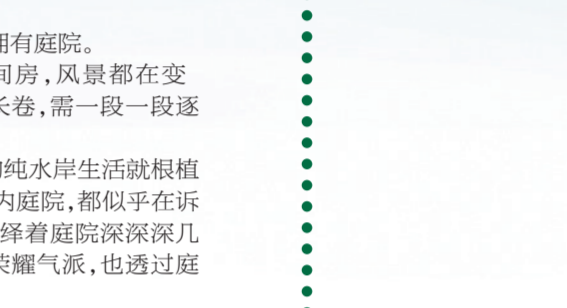 拥有庭院。
间房,风景都在变
长卷,需一段一段逐
的纯水岸生活就根植
内庭院,都似乎在诉
绎着庭院深深深几
荣耀气派,也透过庭